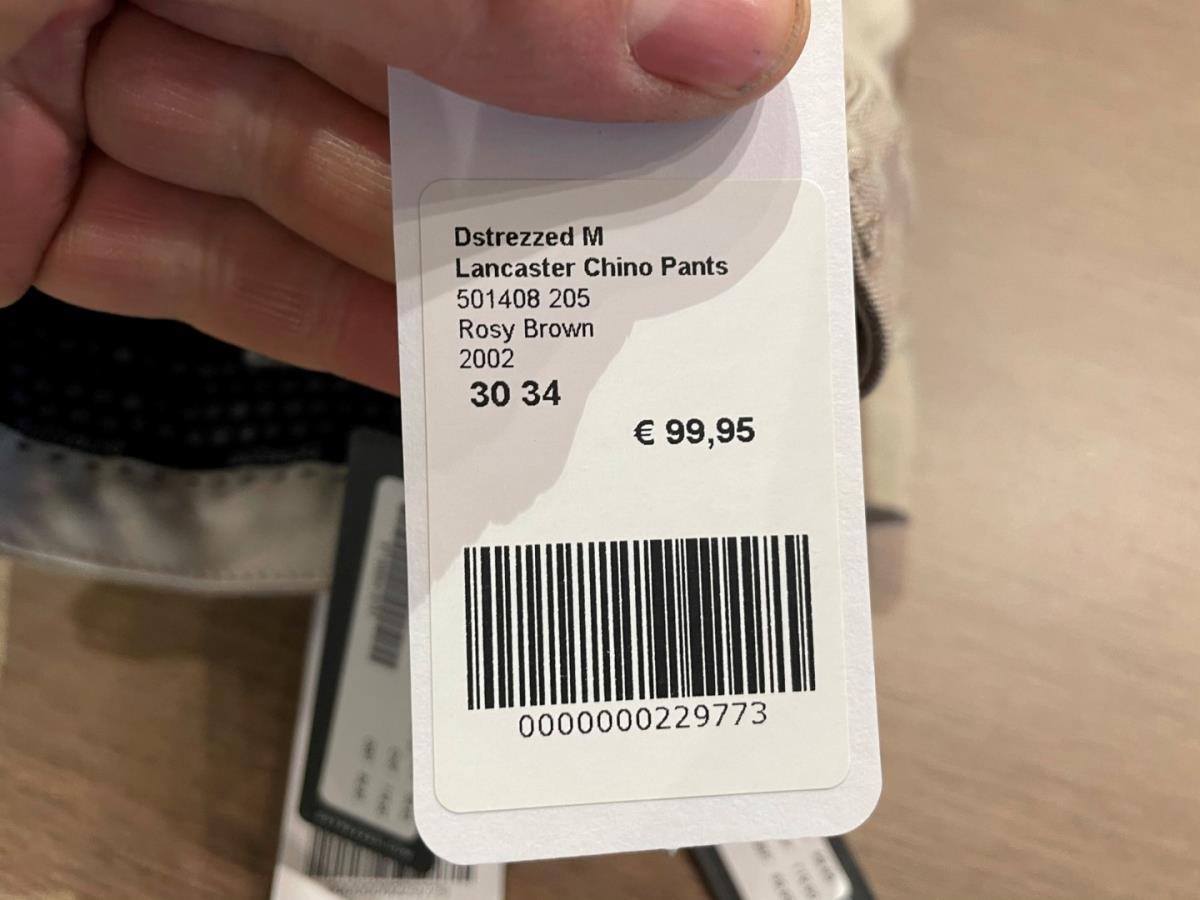 Dstrezzed M
Lancaster Chino Pants
501408 205
Rosy Brown
2002
30 34
€ 99,95
0000000229773